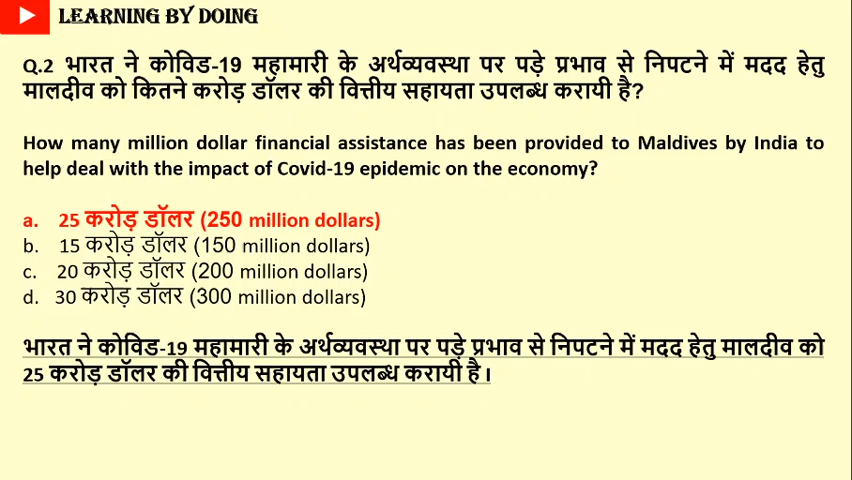 LEARNING BY DOING
Q.2 भारत ने कोविड-19 महामारी के अर्थव्यवस्था पर पड़े प्रभाव से निपटने में मदद हेतु
मालदीव को कितने करोड़ डॉलर की वित्तीय सहायता उपलब्ध करायी है?
How many million dollar financial assistance has been provided to Maldives by India to
help deal with the impact of Covid-19 epidemic on the economy?
a. 25 करोड़ डॉलर (250 million dollars)
b. 15 करोड़ डॉलर (150 million dollars)
c. 20 करोड़ डॉलर (200 million dollars)
d. 30 करोड़ डॉलर (300 million dollars)
भारत ने कोविड-19 महामारी के अर्थव्यवस्था पर पड़े प्रभाव से निपटने में मदद हेतु मालदीव को
25 करोड़ डॉलर की वित्तीय सहायता उपलब्ध करायी है।